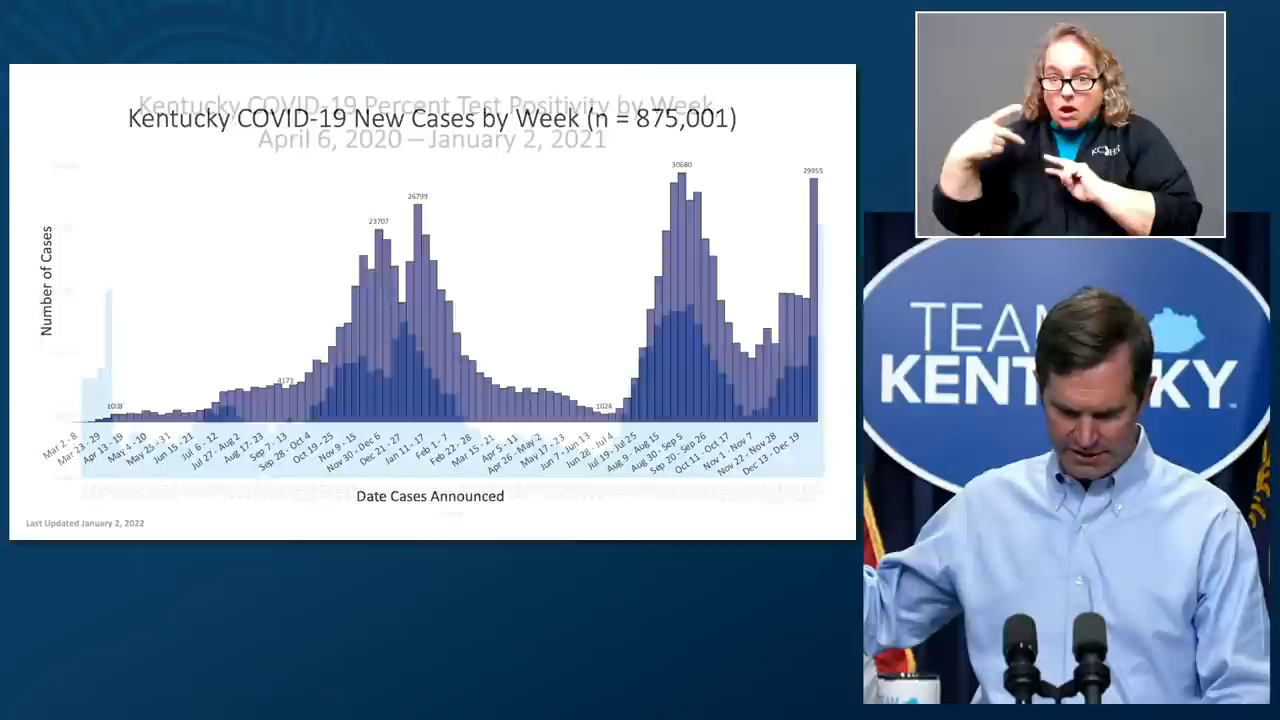 Kentucky COVID-19 Percent Test Positivity by Week
Kentucky COVID-19 New Cases by Week (n = 875,001)
April 6, 2020 – January 2, 2021
Number of Cases
1008
4171
23707
26799
1024
30680
29955
Mar 2 - 8
Mar 23 - 29
Apr 13 - 19
May 4 - 10
May 25 - 31
Jun 15 - 21
Jul 6 - 12
Jul 27 - Aug 2
Aug 17 - 23
Sep 7 - 13
Sep 28 - Oct 4
Oct 19 - 25
Nov 9 - 15
Nov 30 - Dec 6
Dec 21 - 27
Jan 11 - 17
Feb 1 - 7
Feb 22 - 28
Mar 15 - 21
Apr 5 - 11
Apr 26 - May 2
May 17 - 23
Jun 7 - Jun 13
Jun 28 - Jul 4
Jul 19 - Jul 25
Aug 9 - Aug 15
Aug 30 - Sep 5
Sep 20 - Sep 26
Oct 11 - Oct 17
Nov 1 - Nov 7
Nov 22 - Nov 28
Dec 13 - Dec 19
Date Cases Announced
Last Updated January 2, 2022
TEA
KENT KY